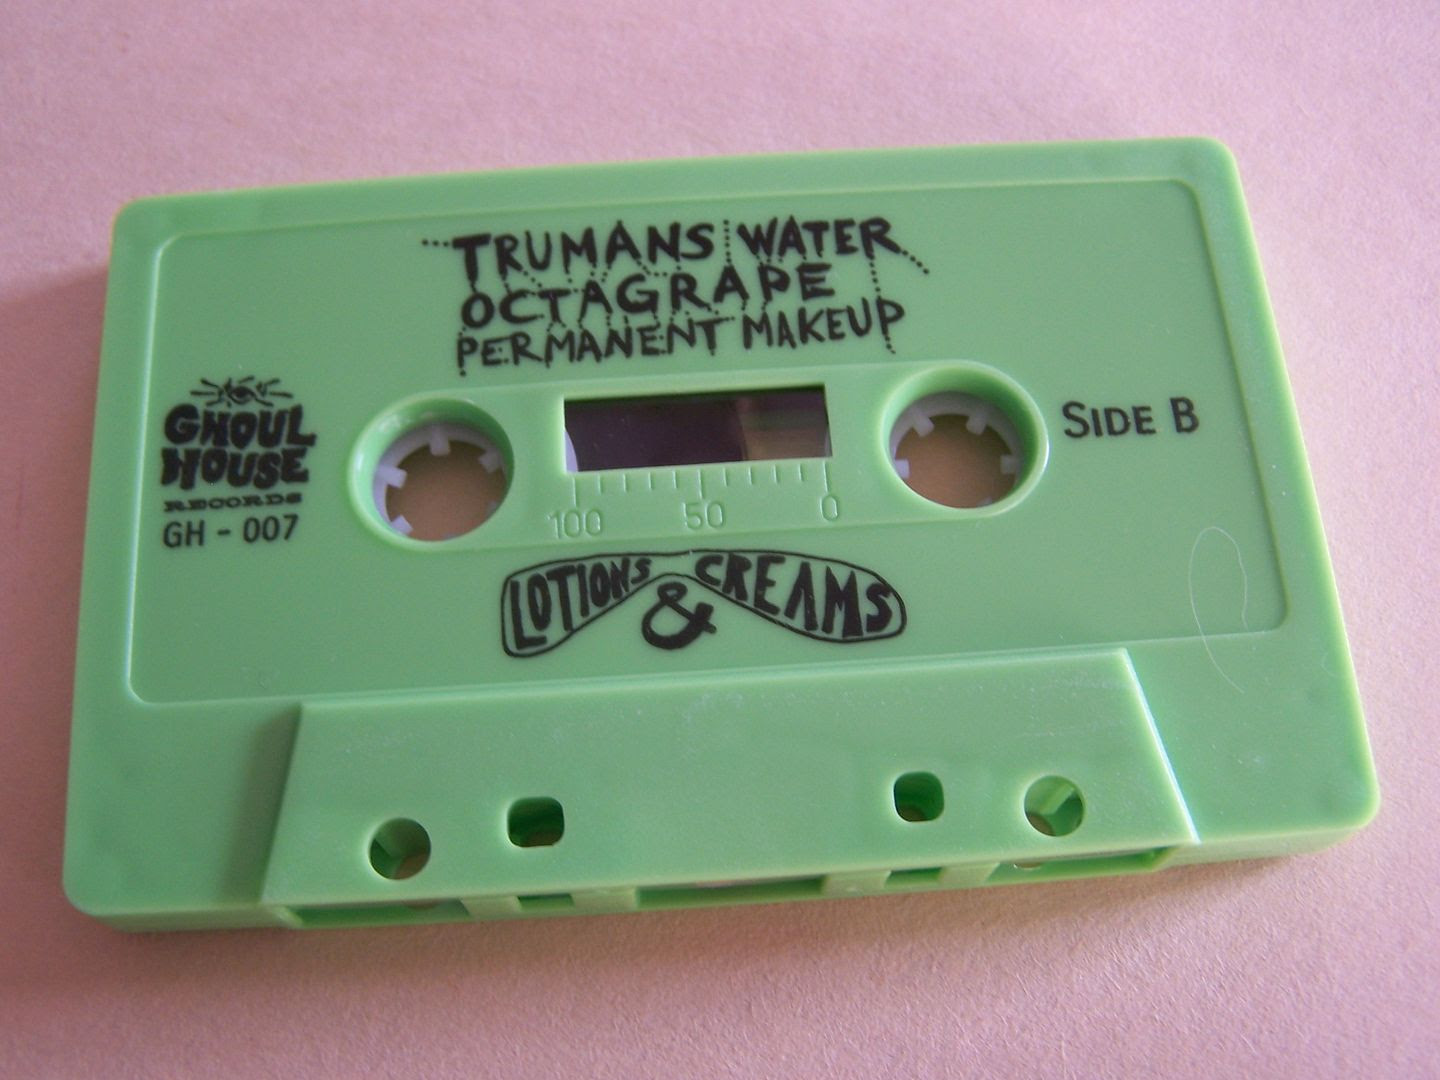 TRUMANS WATER
OCTAGRAPE
PERMANENT MAKEUP
GHOUL
HOUSE
RECORDS
GH - 007
SIDE B
100 50 0
LOTIONS & CREAMS